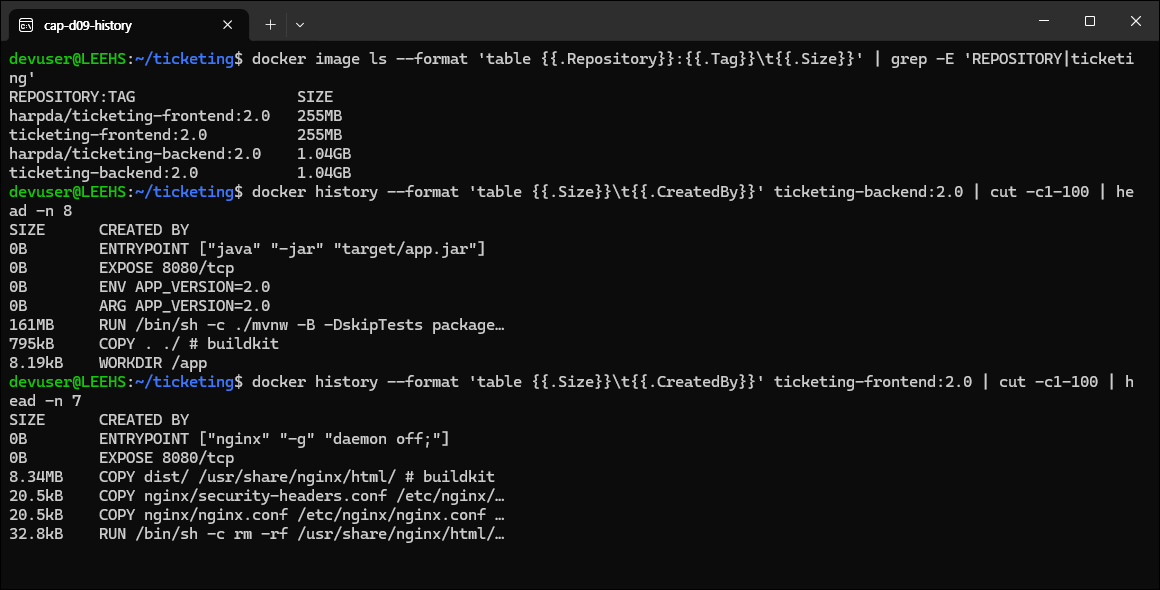 cap-d09-history
devuser@LEEHS:~/ticketing$ docker image ls --format 'table {{.Repository}}:{{.Tag}}\t{{.Size}}' | grep -E 'REPOSITORY|ticketi
ng'
REPOSITORY:TAG                  SIZE
harpda/ticketing-frontend:2.0   255MB
ticketing-frontend:2.0          255MB
harpda/ticketing-backend:2.0    1.04GB
ticketing-backend:2.0           1.04GB
devuser@LEEHS:~/ticketing$ docker history --format 'table {{.Size}}\t{{.CreatedBy}}' ticketing-backend:2.0 | cut -c1-100 | he
ad -n 8
SIZE      CREATED BY
0B        ENTRYPOINT ["java" "-jar" "target/app.jar"]
0B        EXPOSE 8080/tcp
0B        ENV APP_VERSION=2.0
0B        ARG APP_VERSION=2.0
161MB     RUN /bin/sh -c ./mvnw -B -DskipTests package…
795kB     COPY . ./ # buildkit
8.19kB    WORKDIR /app
devuser@LEEHS:~/ticketing$ docker history --format 'table {{.Size}}\t{{.CreatedBy}}' ticketing-frontend:2.0 | cut -c1-100 | h
ead -n 7
SIZE      CREATED BY
0B        ENTRYPOINT ["nginx" "-g" "daemon off;"]
0B        EXPOSE 8080/tcp
8.34MB    COPY dist/ /usr/share/nginx/html/ # buildkit
20.5kB    COPY nginx/security-headers.conf /etc/nginx/…
20.5kB    COPY nginx/nginx.conf /etc/nginx/nginx.conf …
32.8kB    RUN /bin/sh -c rm -rf /usr/share/nginx/html/…